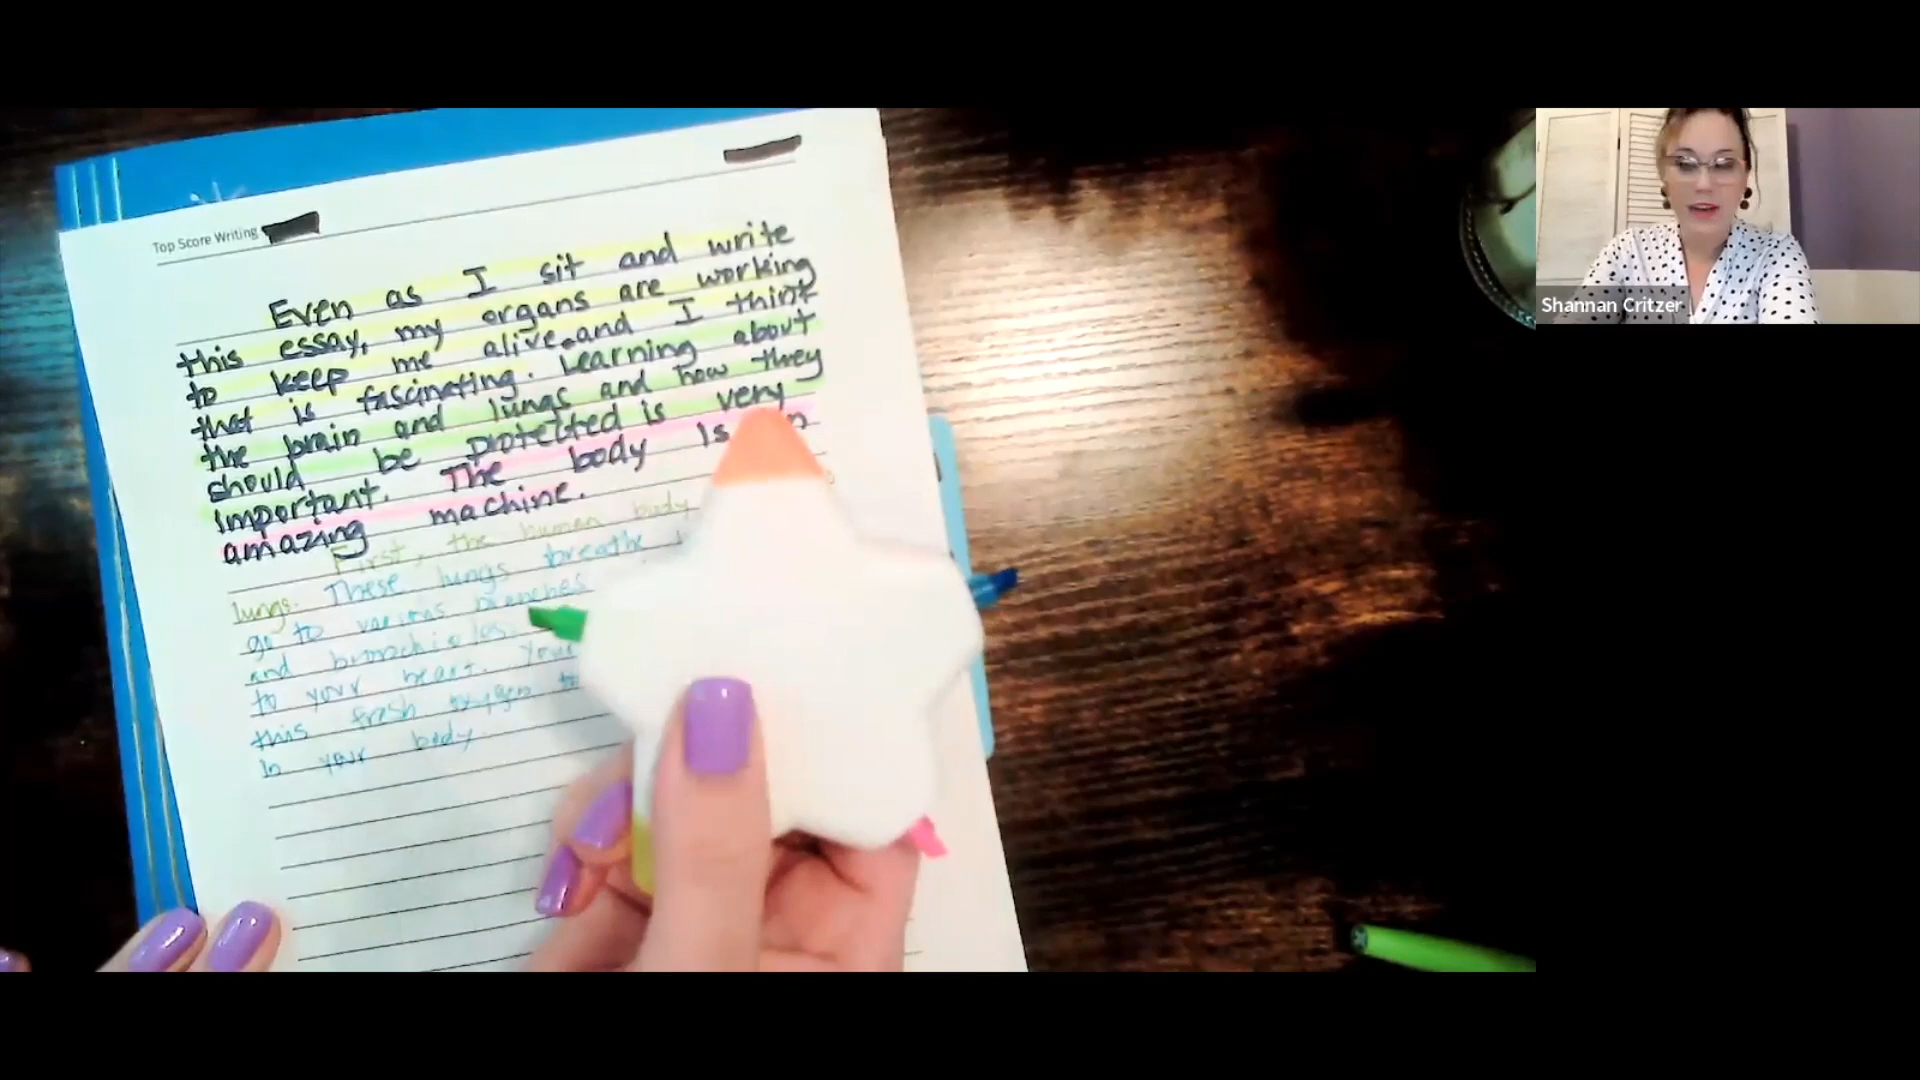 Top Score Writing
Even as I sit and write
this essay, my organs are working
to keep me alive and I think
that is fascinating. Learning about
the brain and lungs and how they
should be protected is very
important. The body is
amazing machine.
First, the human body
lungs. These lungs breathe
go to various branches
and bronchioles.
to your heart. Your
this fresh oxygen to
in your body.
Shannan Critzer